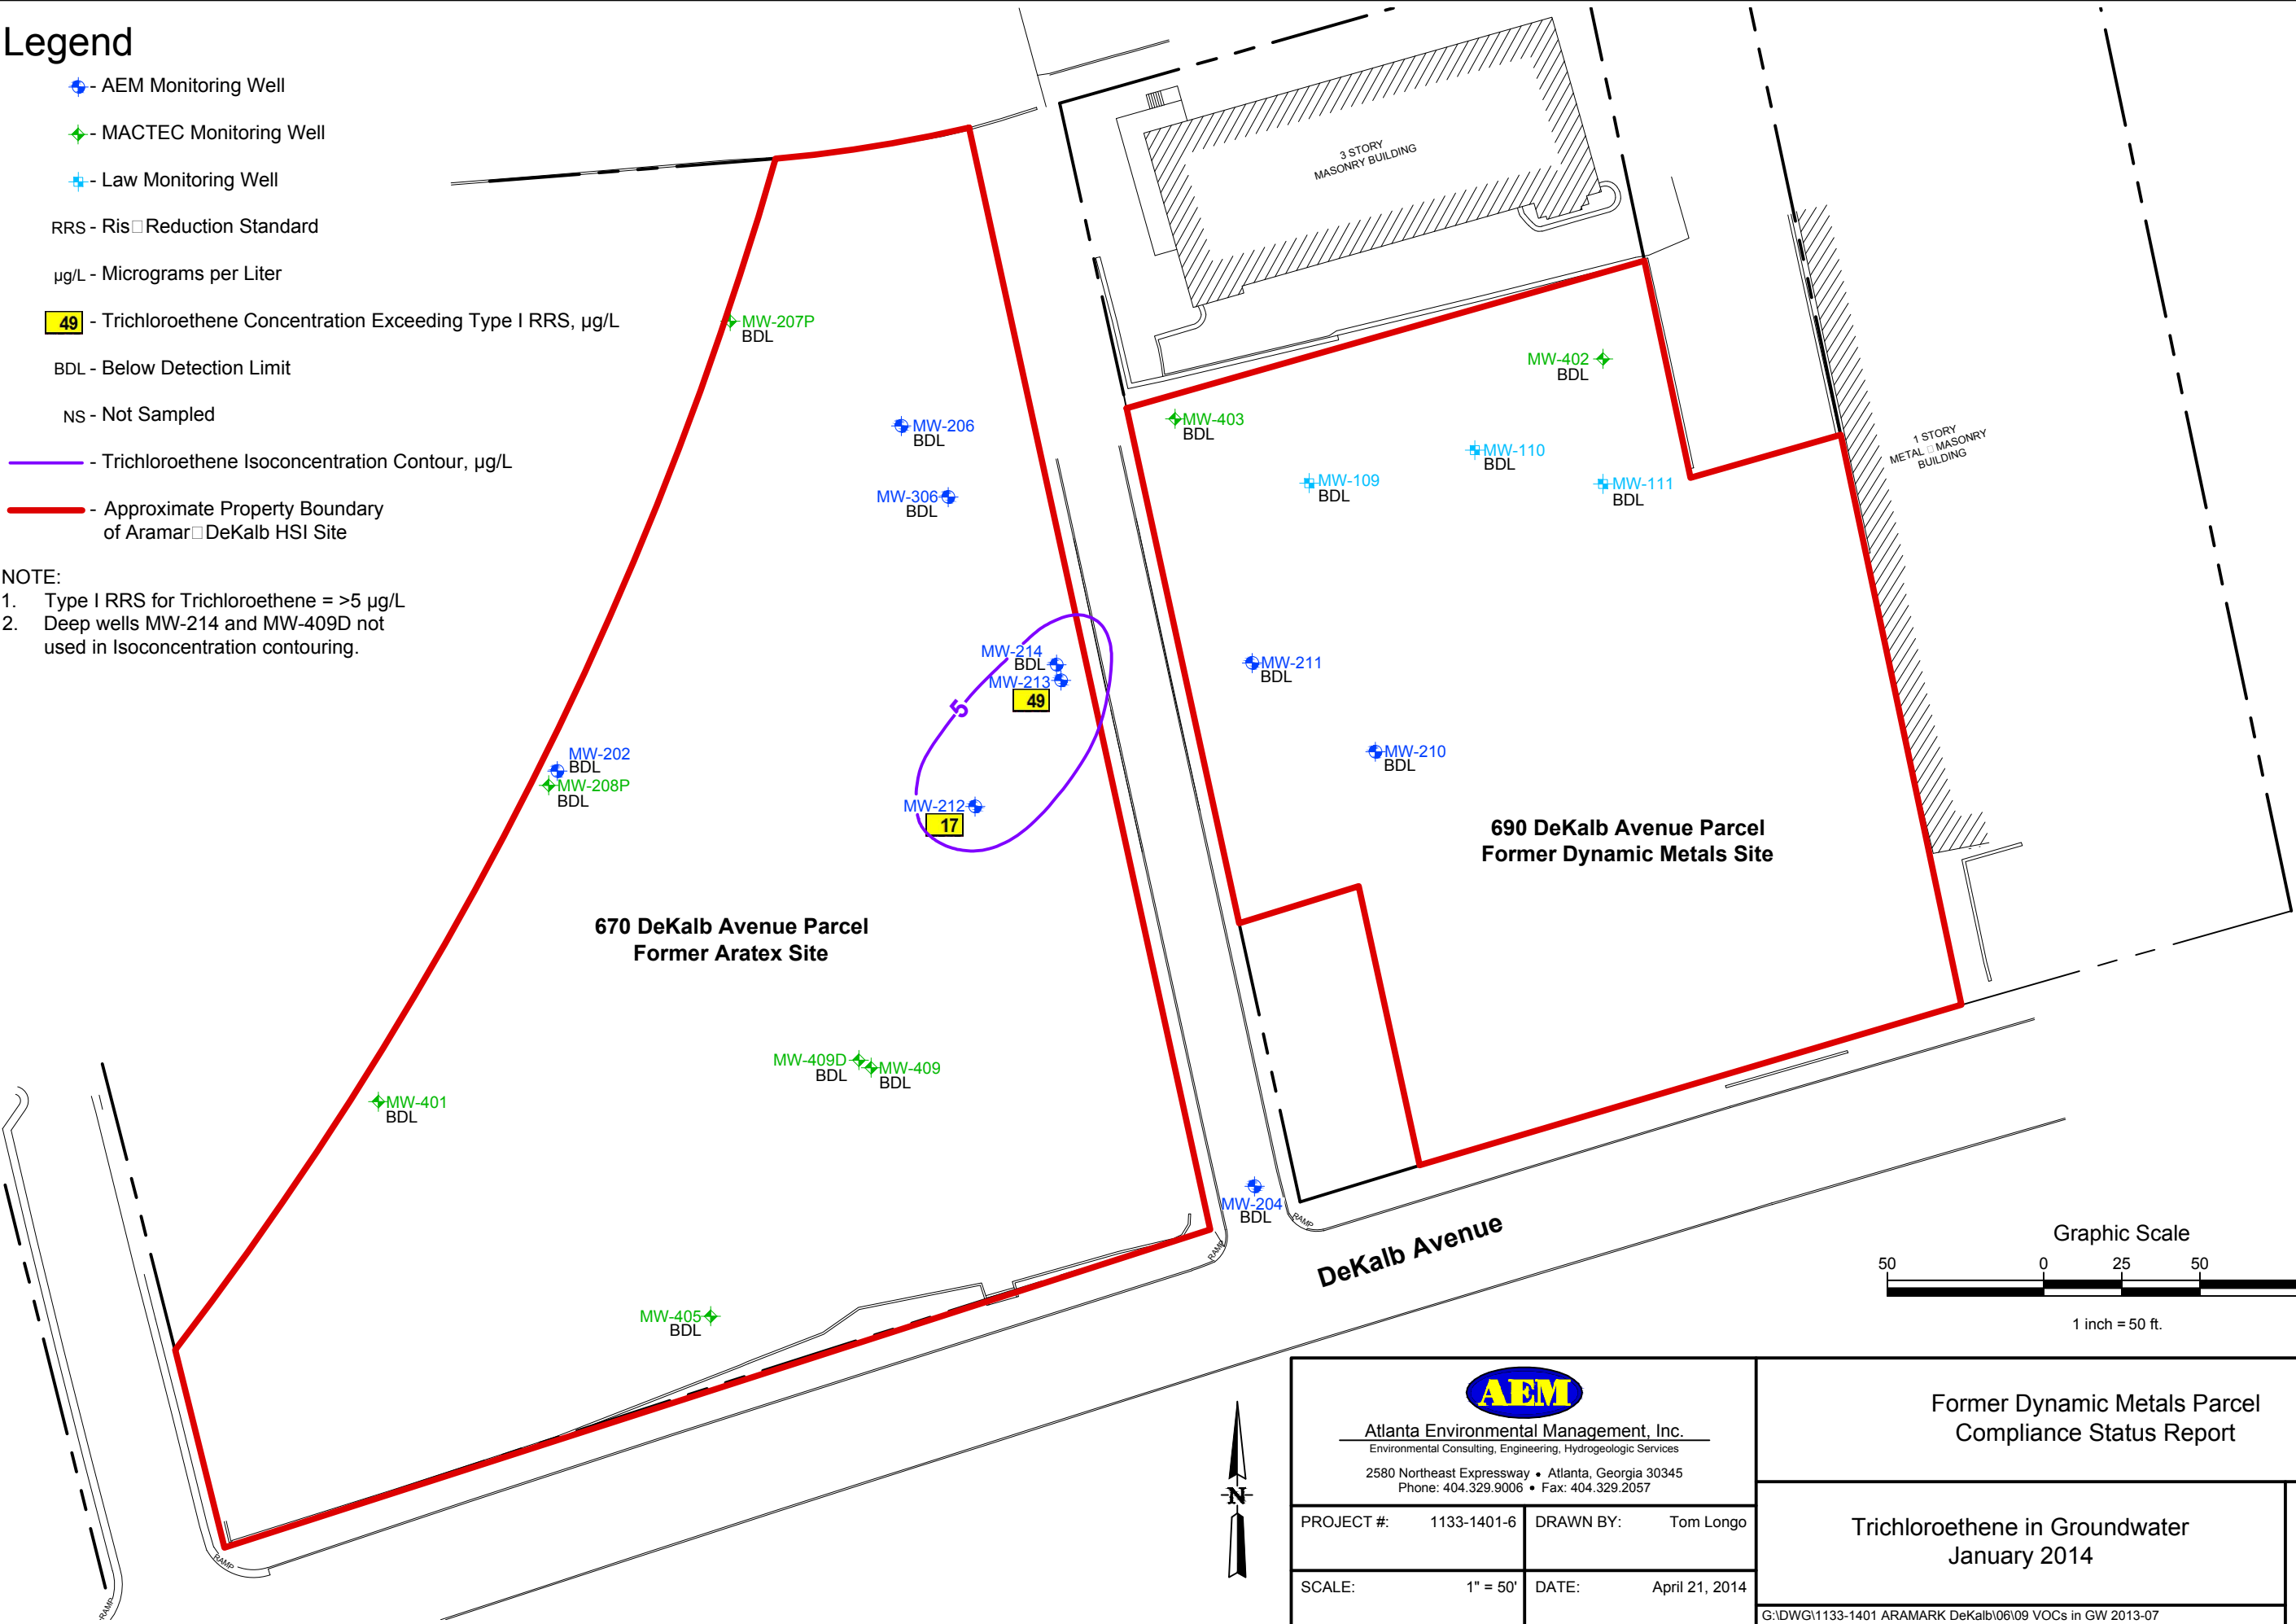 Legend
- AEM Monitoring Well
- MACTEC Monitoring Well
- Law Monitoring Well
RRS - Ris□Reduction Standard
µg/L - Micrograms per Liter
49 - Trichloroethene Concentration Exceeding Type I RRS, µg/L
BDL - Below Detection Limit
NS - Not Sampled
- Trichloroethene Isoconcentration Contour, µg/L
- Approximate Property Boundary
of Aramar□DeKalb HSI Site
NOTE:
1. Type I RRS for Trichloroethene = >5 µg/L
2. Deep wells MW-214 and MW-409D not
used in Isoconcentration contouring.
3 STORY
MASONRY BUILDING
1 STORY
METAL □ MASONRY
BUILDING
MW-207P
BDL
MW-206
BDL
MW-306
BDL
MW-402
BDL
MW-403
BDL
MW-110
BDL
MW-109
BDL
MW-111
BDL
MW-214
BDL
MW-213
49
5
MW-211
BDL
MW-210
BDL
MW-202
BDL
MW-208P
BDL
MW-212
17
690 DeKalb Avenue Parcel
Former Dynamic Metals Site
670 DeKalb Avenue Parcel
Former Aratex Site
MW-409D
BDL
MW-409
BDL
MW-401
BDL
MW-204
BDL
MW-405
BDL
RAMP
RAMP
RAMP
RAMP
DeKalb Avenue
Graphic Scale
50 0 25 50
1 inch = 50 ft.
N
AEM
Atlanta Environmental Management, Inc.
Environmental Consulting, Engineering, Hydrogeologic Services
2580 Northeast Expressway • Atlanta, Georgia 30345
Phone: 404.329.9006 • Fax: 404.329.2057
PROJECT #: 1133-1401-6 DRAWN BY: Tom Longo
SCALE: 1" = 50' DATE: April 21, 2014
Former Dynamic Metals Parcel
Compliance Status Report
Trichloroethene in Groundwater
January 2014
G:\DWG\1133-1401 ARAMARK DeKalb\06\09 VOCs in GW 2013-07